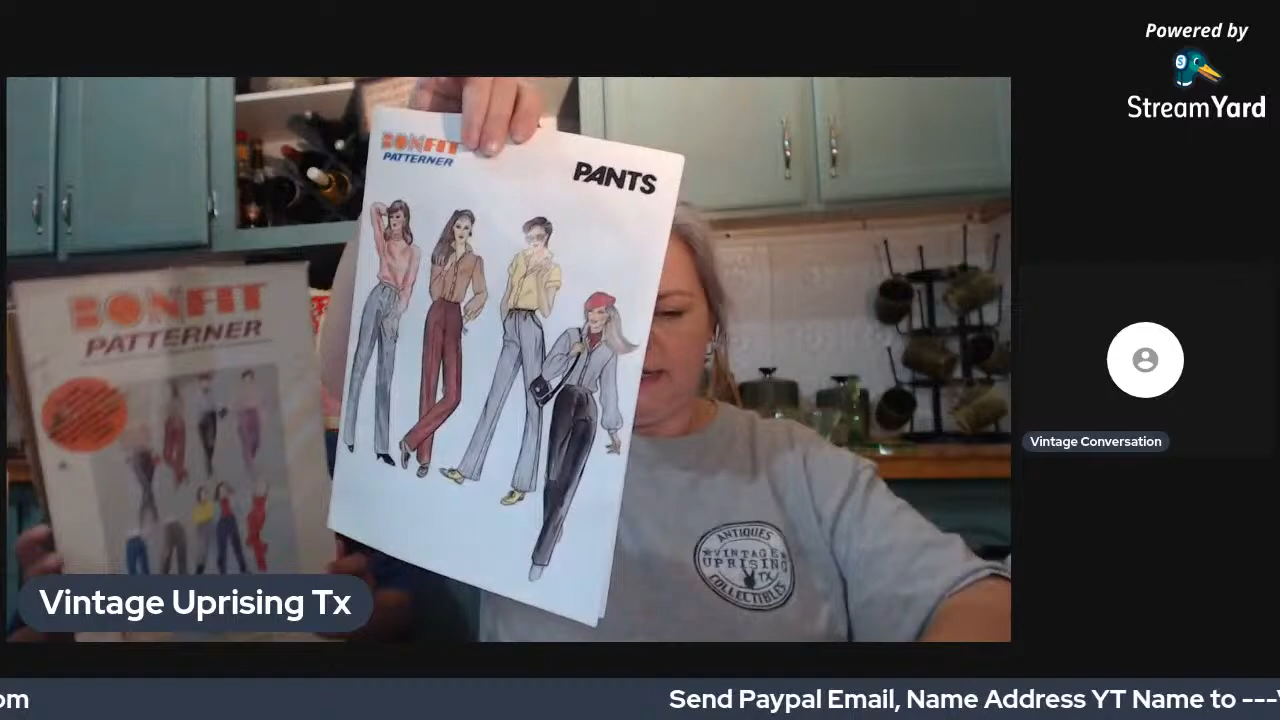 Powered by
StreamYard
BONFIT
PATTERNER
PANTS
BONFIT
PATTERNER
ANTIQUES
VINTAGE
UPRISING
TX
COLLECTIBLES
Vintage Conversation
Vintage Uprising Tx
om
Send Paypal Email, Name Address YT Name to ---